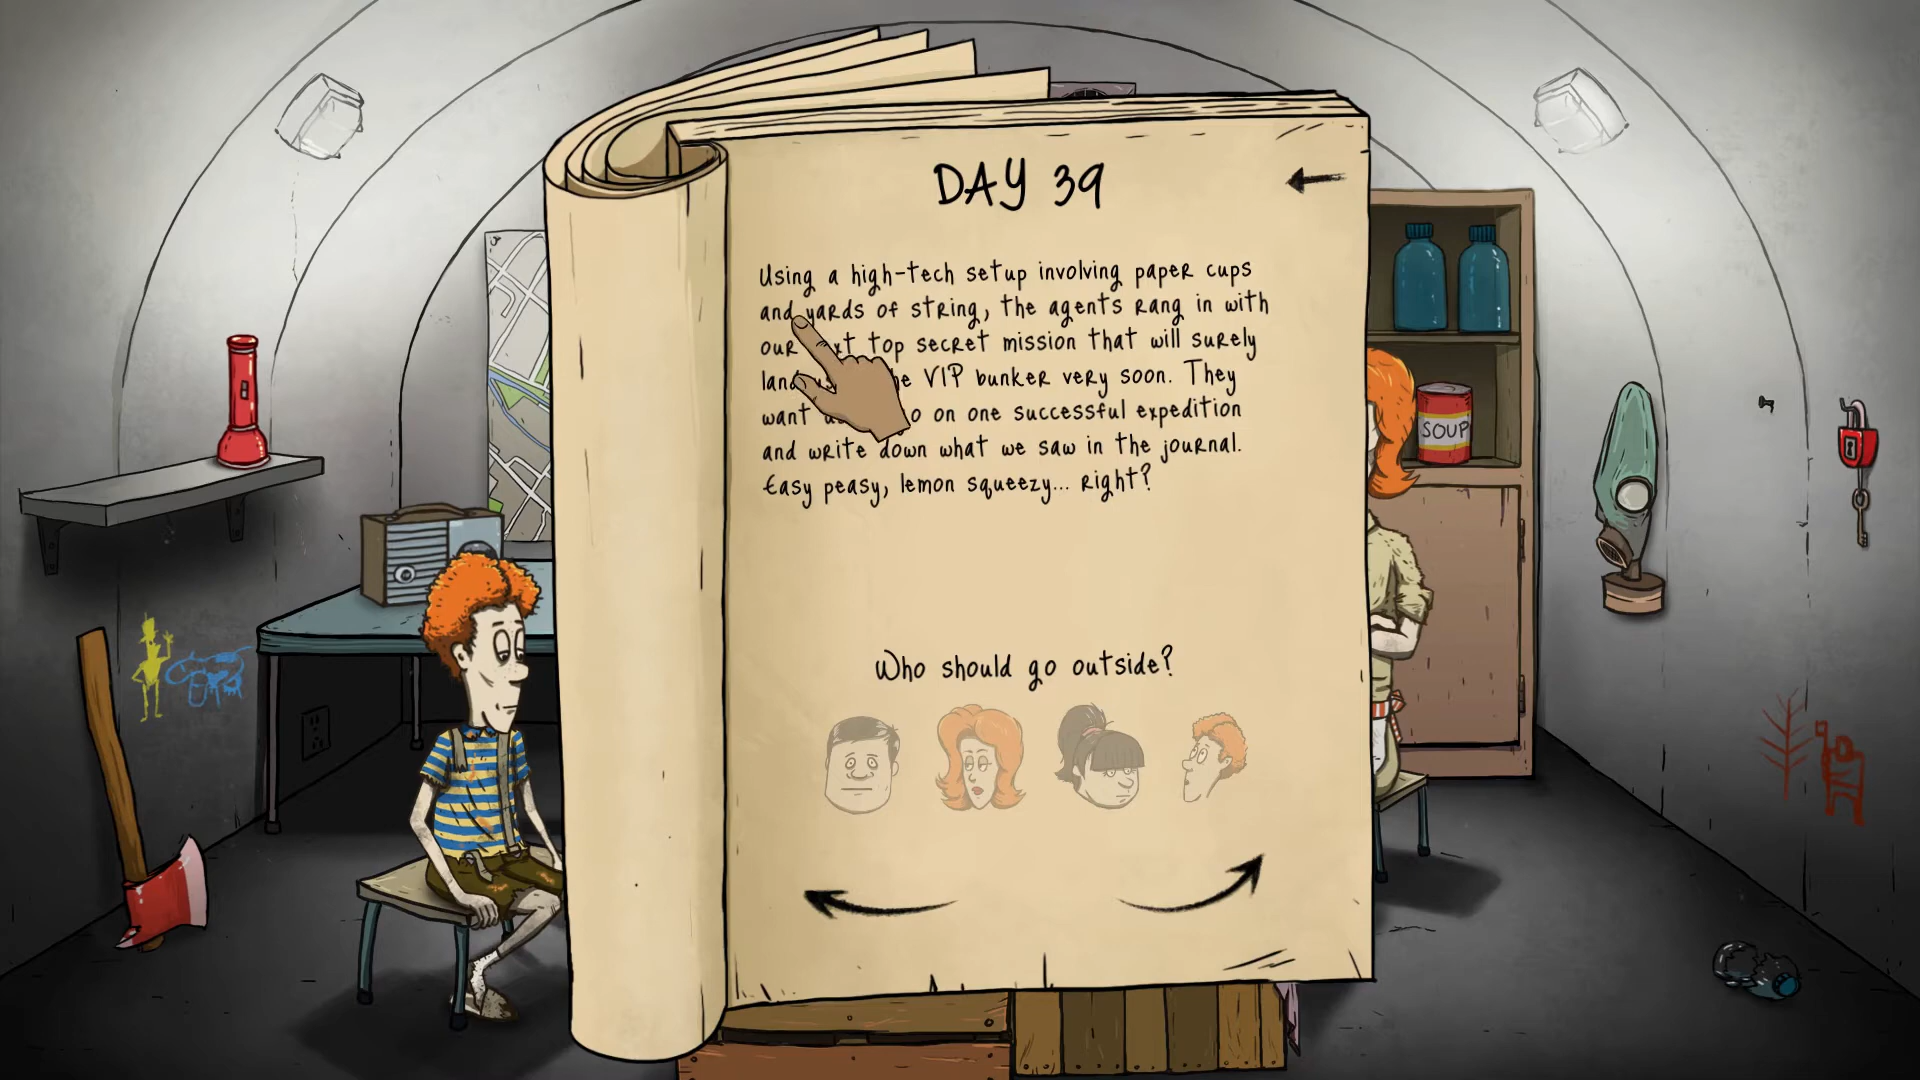 DAY 39
Using a high-tech setup involving paper cups
and yards of string, the agents rang in with
our top secret mission that will surely
land VIP bunker very soon. They
want on one successful expedition
and write down what we saw in the journal.
Easy peasy, lemon squeezy... right?
SOUP
Who should go outside?